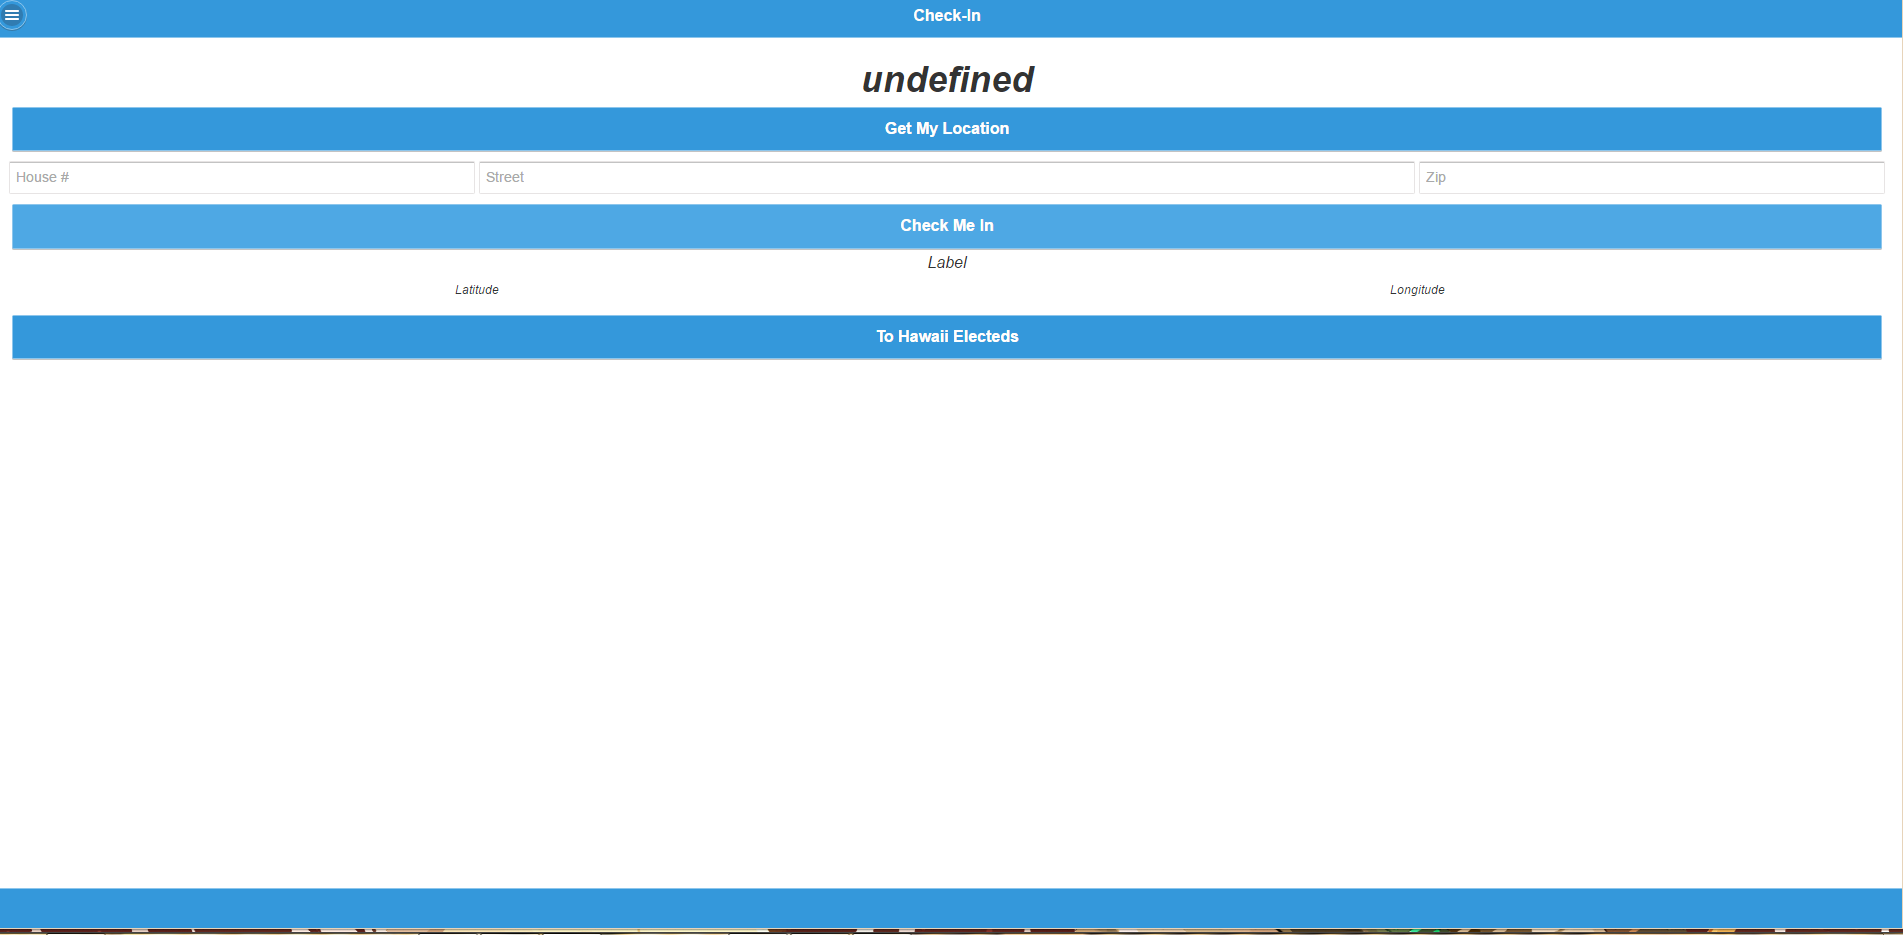 Check-In
undefined
Get My Location
House # Street Zip
Check Me In
Label
Latitude Longitude
To Hawaii Electeds